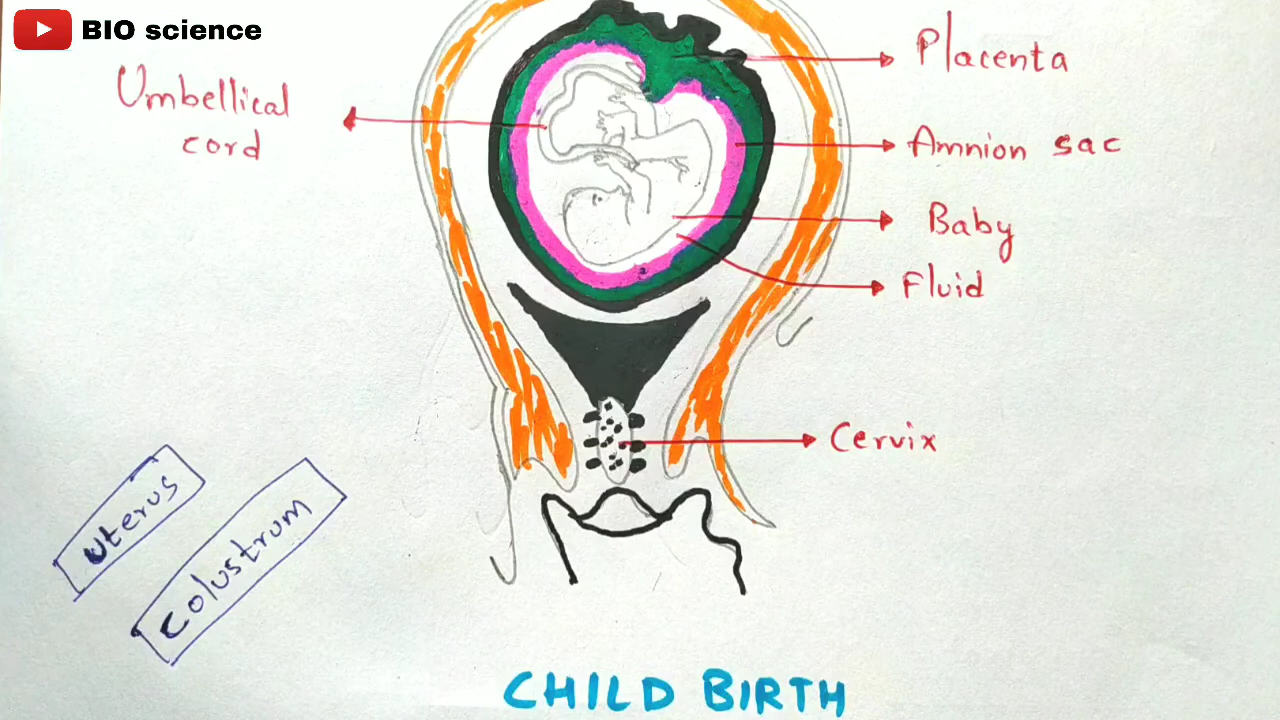 BIO science
Umbellical
cord
Placenta
Amnion sac
Baby
Fluid
Cervix
Uterus
Colustrum
CHILD BIRTH